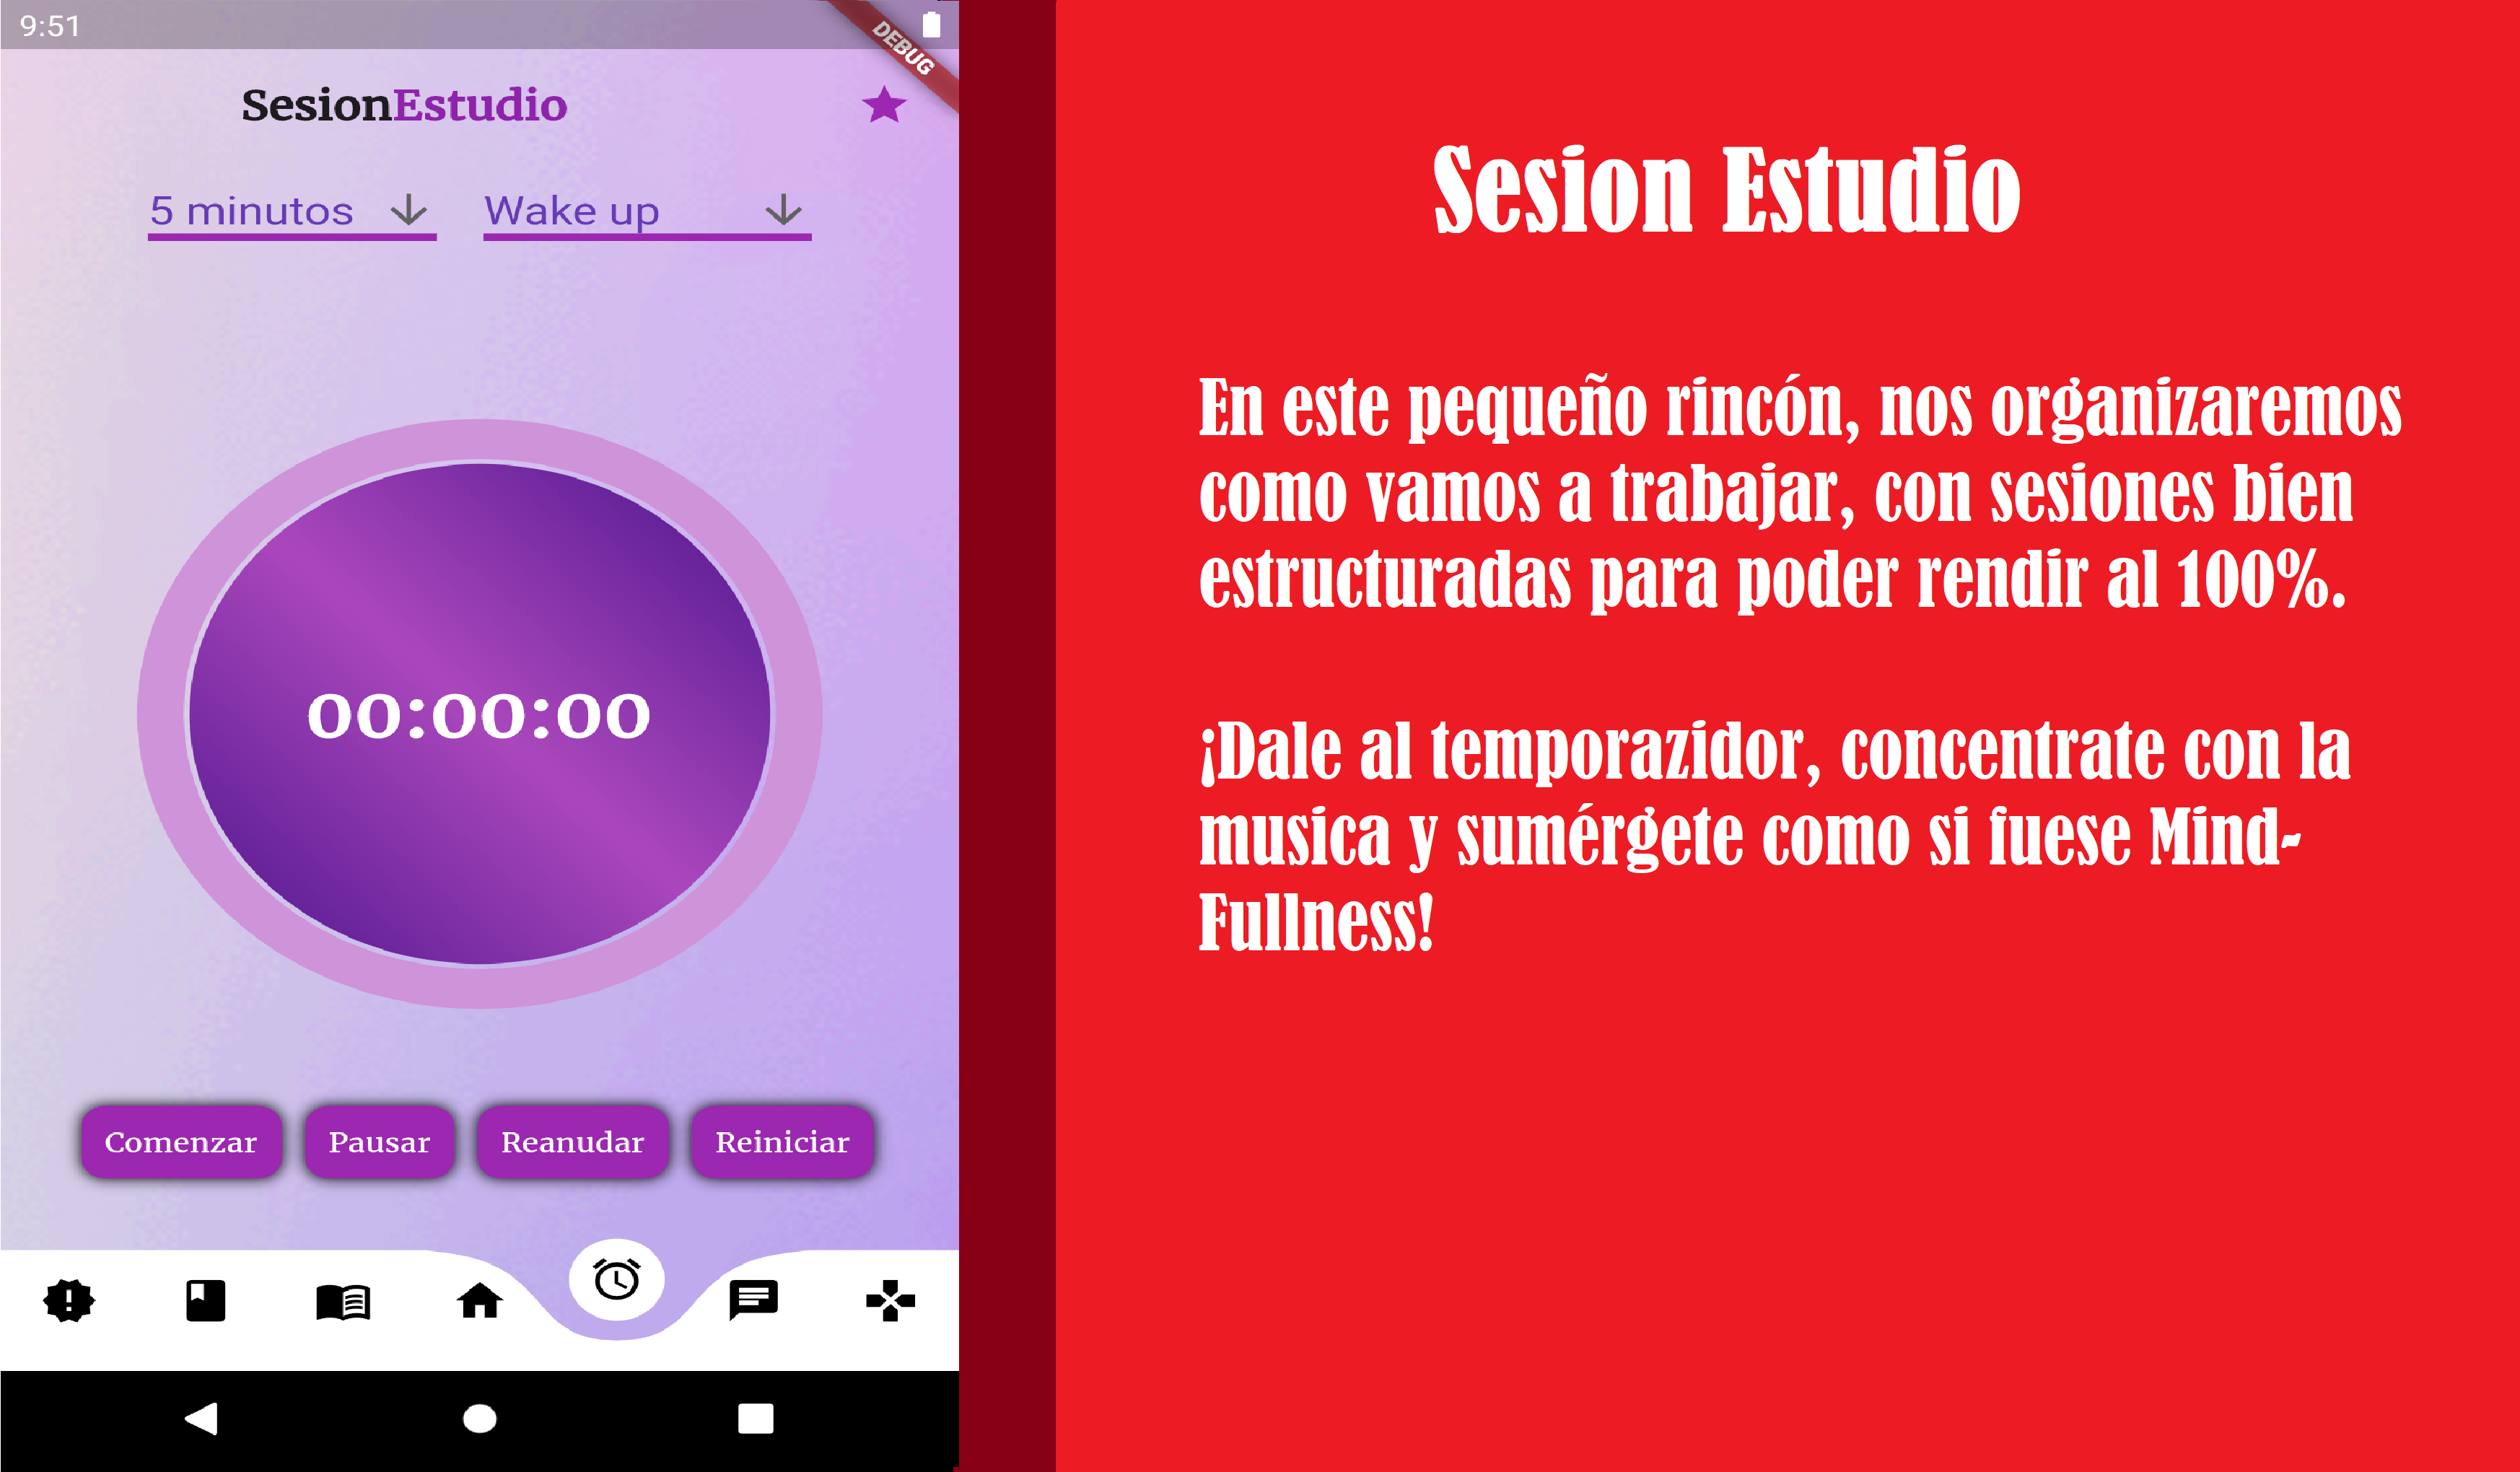 9:51
DEBUG
SesionEstudio
5 minutos
Wake up
00:00:00
Comenzar
Pausar
Reanudar
Reiniciar
Sesion Estudio
En este pequeño rincón, nos organizaremos
como vamos a trabajar, con sesiones bien
estructuradas para poder rendir al 100%.
¡Dale al temporazidor, concentrate con la
musica y sumérgete como si fuese Mind-
Fullness!